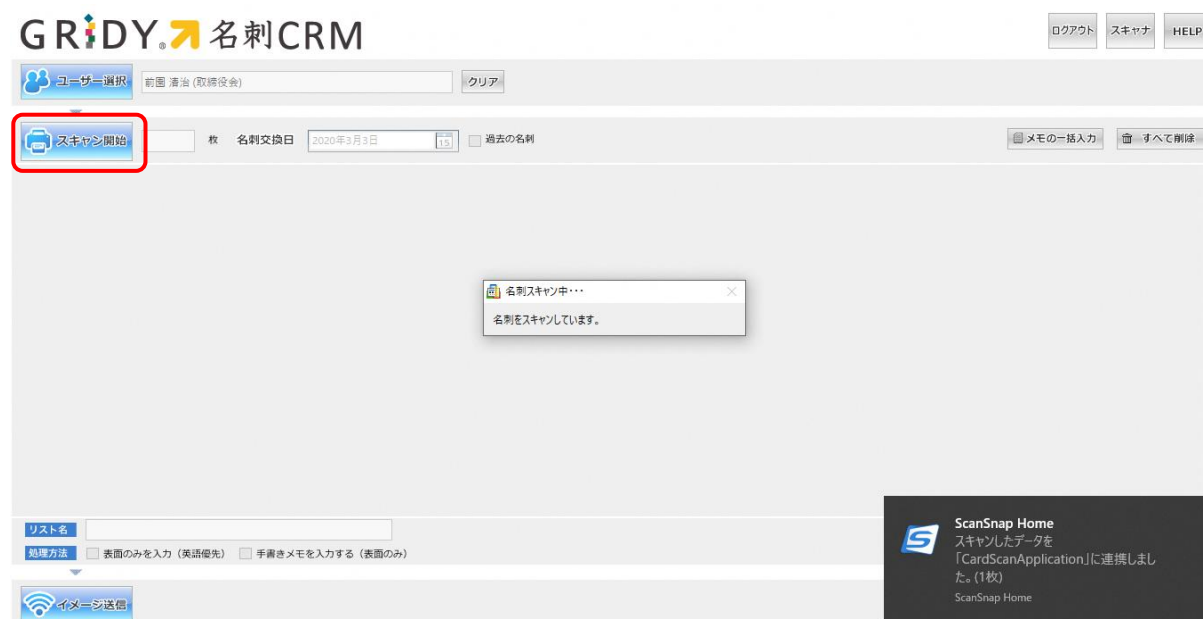 GRiDY 名刺CRM
ログアウト スキャナ HELP
ユーザー選択 前園 清治 (取締役会) クリア
スキャン開始 枚 名刺交換日 2020年3月3日 15 過去の名刺 メモの一括入力 すべて削除
名刺スキャン中・・・
名刺をスキャンしています。
リスト名
処理方法 表面のみを入力（英語優先） 手書きメモを入力する（表面のみ）
イメージ送信
ScanSnap Home
スキャンしたデータを
「CardScanApplication」に連携しまし
た。(1枚)
ScanSnap Home